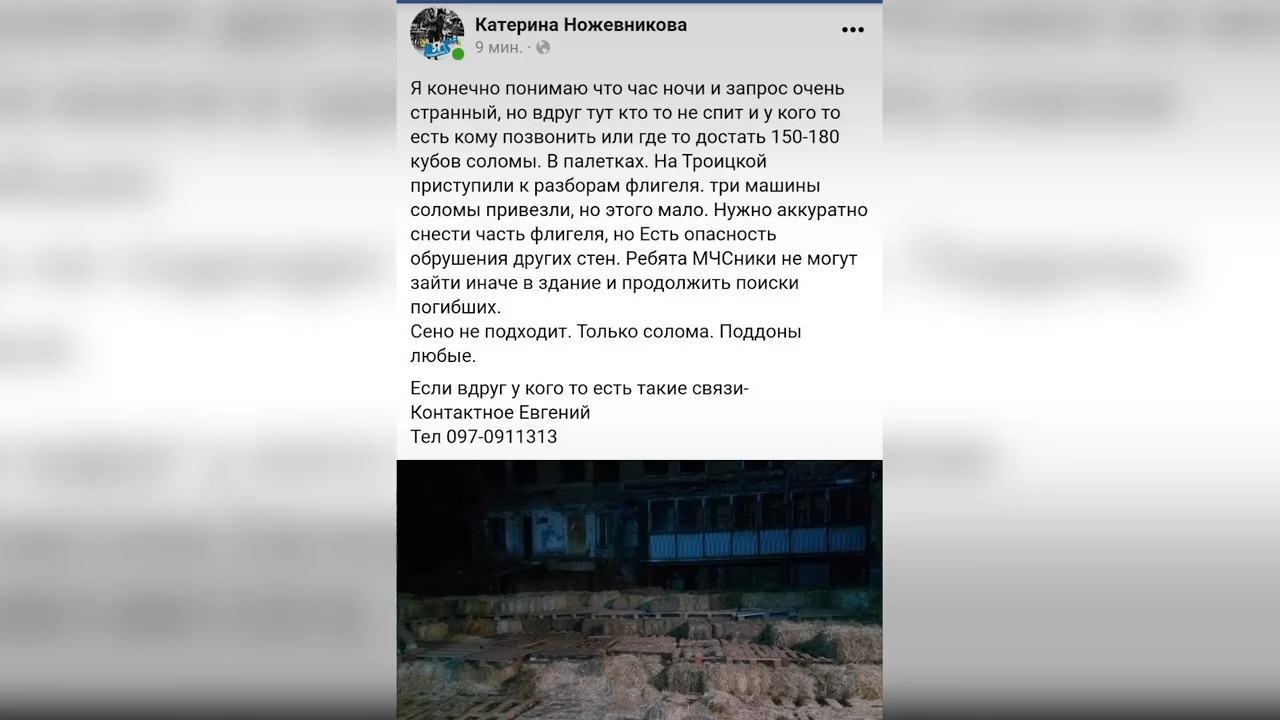 Катерина Ножевникова
9 мин. ·
Я конечно понимаю что час ночи и запрос очень
странный, но вдруг тут кто то не спит и у кого то
есть кому позвонить или где то достать 150-180
кубов соломы. В палетках. На Троицкой
приступили к разборам флигеля. три машины
соломы привезли, но этого мало. Нужно аккуратно
снести часть флигеля, но Есть опасность
обрушения других стен. Ребята МЧСники не могут
зайти иначе в здание и продолжить поиски
погибших.
Сено не подходит. Только солома. Поддоны
любые.
Если вдруг у кого то есть такие связи-
Контактное Евгений
Тел 097-0911313